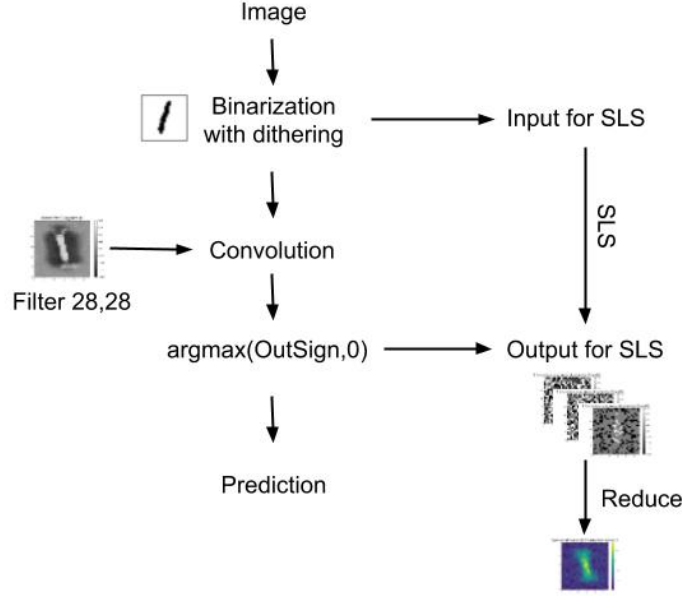 Image
Binarization
with dithering
Input for SLS
SLS
Convolution
Filter 28,28
argmax(OutSign,0)
Output for SLS
Prediction
Reduce